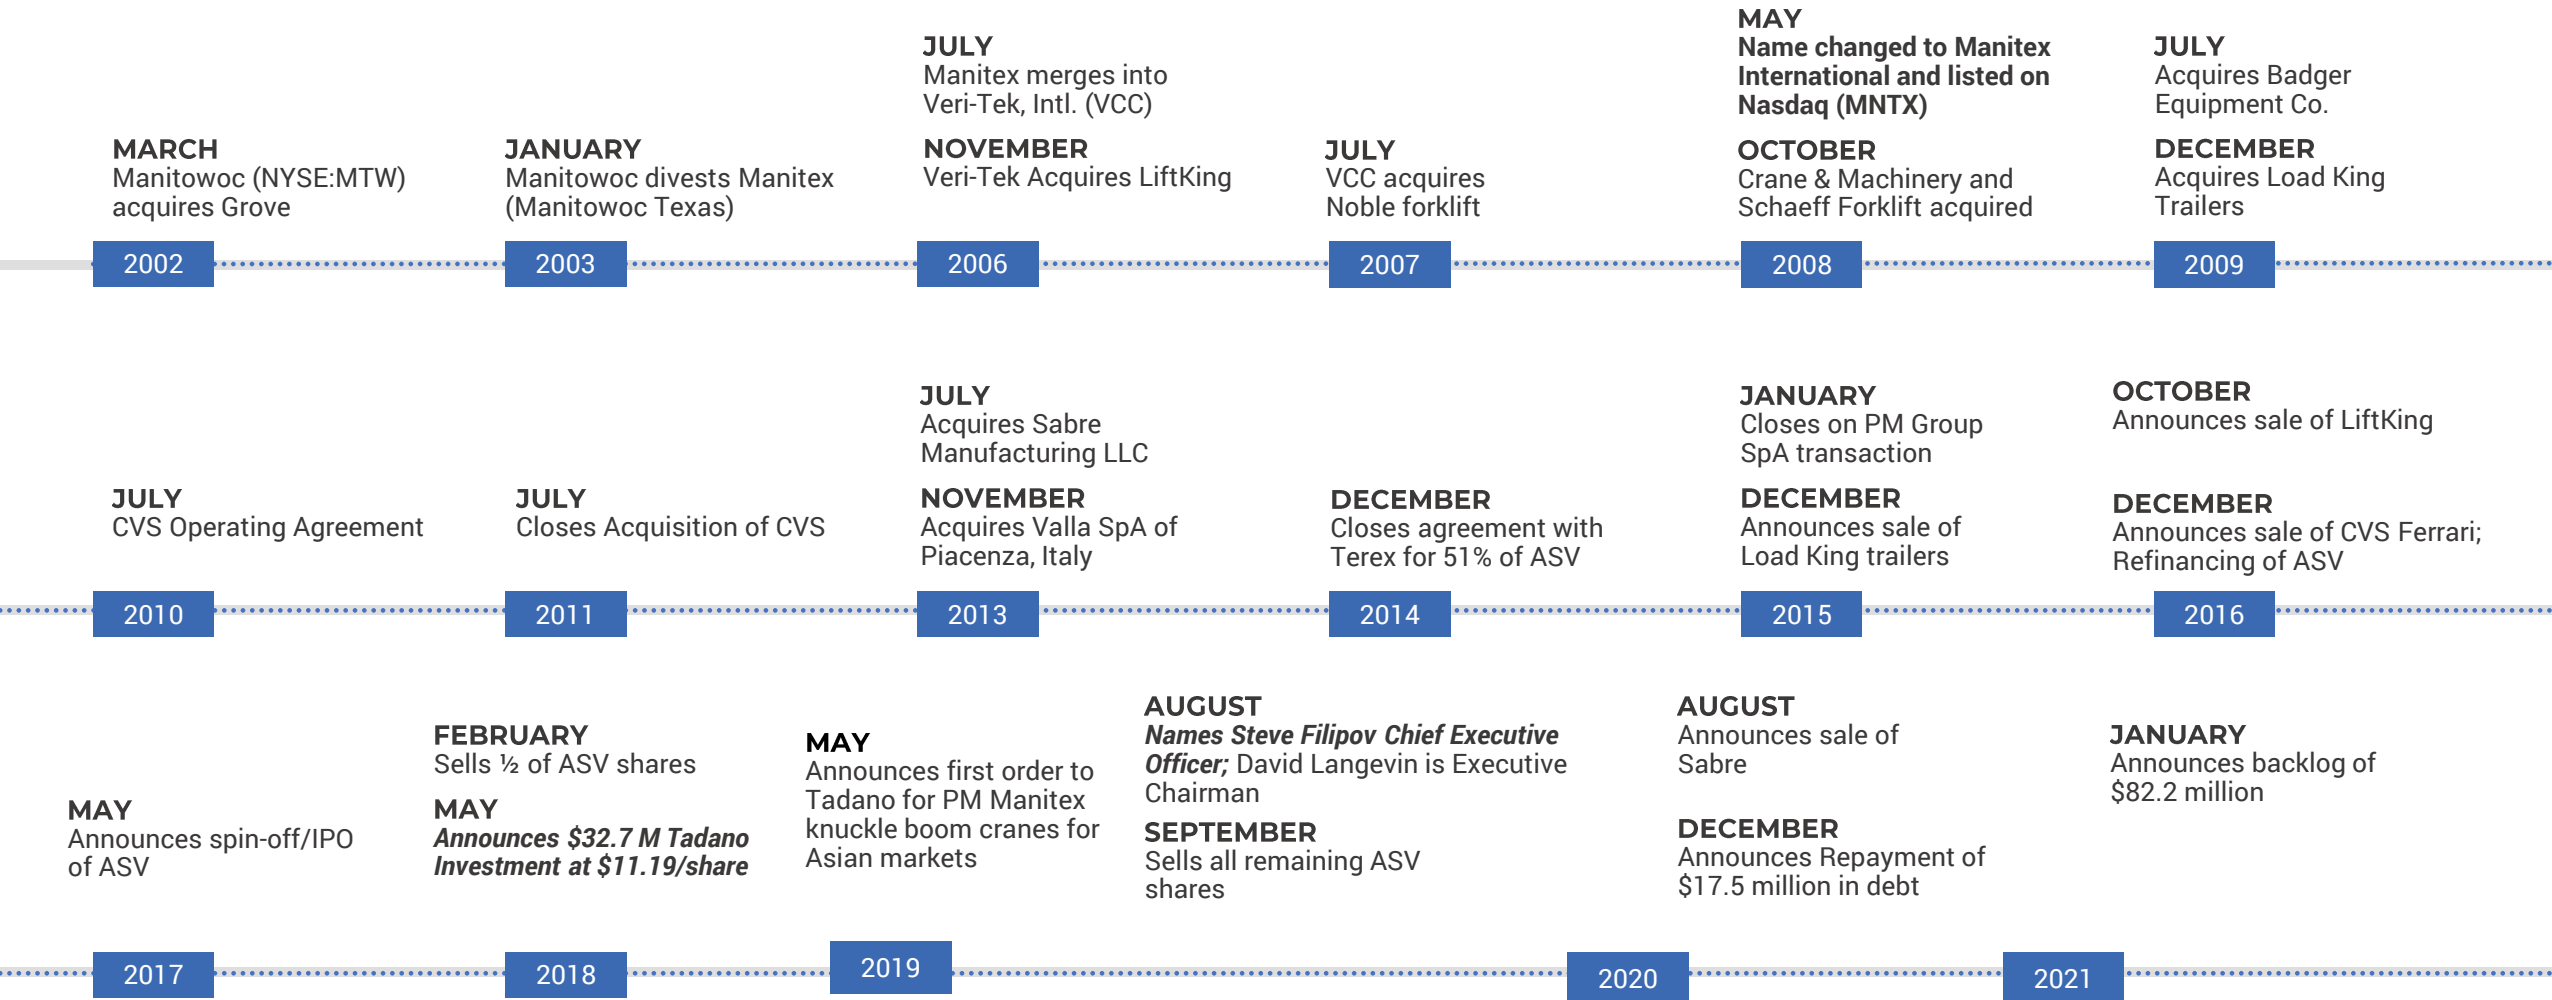 MARCH
Manitowoc (NYSE:MTW)
acquires Grove
2002
JANUARY
Manitowoc divests Manitex
(Manitowoc Texas)
2003
JULY
Manitex merges into
Veri-Tek, Intl. (VCC)
NOVEMBER
Veri-Tek Acquires LiftKing
2006
JULY
VCC acquires
Noble forklift
2007
MAY
Name changed to Manitex
International and listed on
Nasdaq (MNTX)
OCTOBER
Crane & Machinery and
Schaeff Forklift acquired
2008
JULY
Acquires Badger
Equipment Co.
DECEMBER
Acquires Load King
Trailers
2009
JULY
CVS Operating Agreement
2010
JULY
Closes Acquisition of CVS
2011
JULY
Acquires Sabre
Manufacturing LLC
NOVEMBER
Acquires Valla SpA of
Piacenza, Italy
2013
DECEMBER
Closes agreement with
Terex for 51% of ASV
2014
JANUARY
Closes on PM Group
SpA transaction
DECEMBER
Announces sale of
Load King trailers
2015
OCTOBER
Announces sale of LiftKing
DECEMBER
Announces sale of CVS Ferrari;
Refinancing of ASV
2016
MAY
Announces spin-off/IPO
of ASV
2017
FEBRUARY
Sells ½ of ASV shares
MAY
Announces $32.7 M Tadano
Investment at $11.19/share
2018
MAY
Announces first order to
Tadano for PM Manitex
knuckle boom cranes for
Asian markets
2019
AUGUST
Names Steve Filipov Chief Executive
Officer; David Langevin is Executive
Chairman
SEPTEMBER
Sells all remaining ASV
shares
AUGUST
Announces sale of
Sabre
DECEMBER
Announces Repayment of
$17.5 million in debt
2020
JANUARY
Announces backlog of
$82.2 million
2021